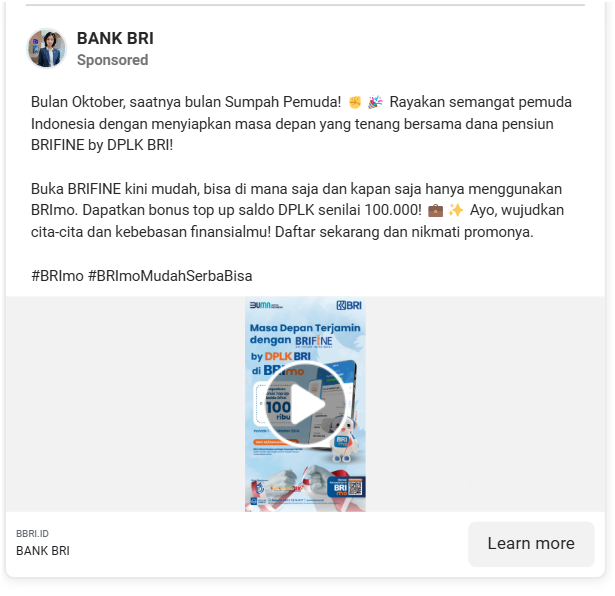 BANK BRI
Sponsored
Bulan Oktober, saatnya bulan Sumpah Pemuda! ✊ 🎉 Rayakan semangat pemuda
Indonesia dengan menyiapkan masa depan yang tenang bersama dana pensiun
BRIFINE by DPLK BRI!
Buka BRIFINE kini mudah, bisa di mana saja dan kapan saja hanya menggunakan
BRImo. Dapatkan bonus top up saldo DPLK senilai 100.000! 💼 ✨ Ayo, wujudkan
cita-cita dan kebebasan finansialmu! Daftar sekarang dan nikmati promonya.
#BRImo #BRImoMudahSerbaBisa
BUMN
BRI
Masa Depan Terjamin
dengan BRIFINE
by DPLK BRI
di BRImo
100
ribu
BRI
BRI
mo
BBRI.ID
BANK BRI
Learn more